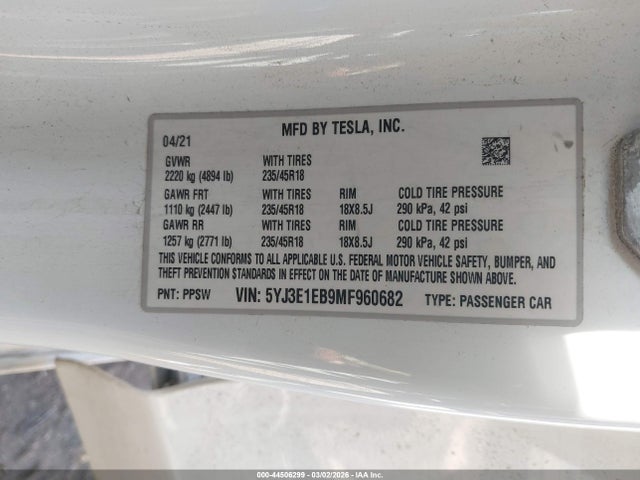 MFD BY TESLA, INC.
04/21
GVWR WITH TIRES
2220 kg (4894 lb) 235/45R18
GAWR FRT WITH TIRES RIM COLD TIRE PRESSURE
1110 kg (2447 lb) 235/45R18 18X8.5J 290 kPa, 42 psi
GAWR RR WITH TIRES RIM COLD TIRE PRESSURE
1257 kg (2771 lb) 235/45R18 18X8.5J 290 kPa, 42 psi
THIS VEHICLE CONFORMS TO ALL APPLICABLE U.S. FEDERAL MOTOR VEHICLE SAFETY, BUMPER, AND
THEFT PREVENTION STANDARDS IN EFFECT ON THE DATE OF MANUFACTURE SHOWN ABOVE.
PNT: PPSW VIN: 5YJ3E1EB9MF960682 TYPE: PASSENGER CAR
000-44506299 - 03/02/2026 - IAA Corp.